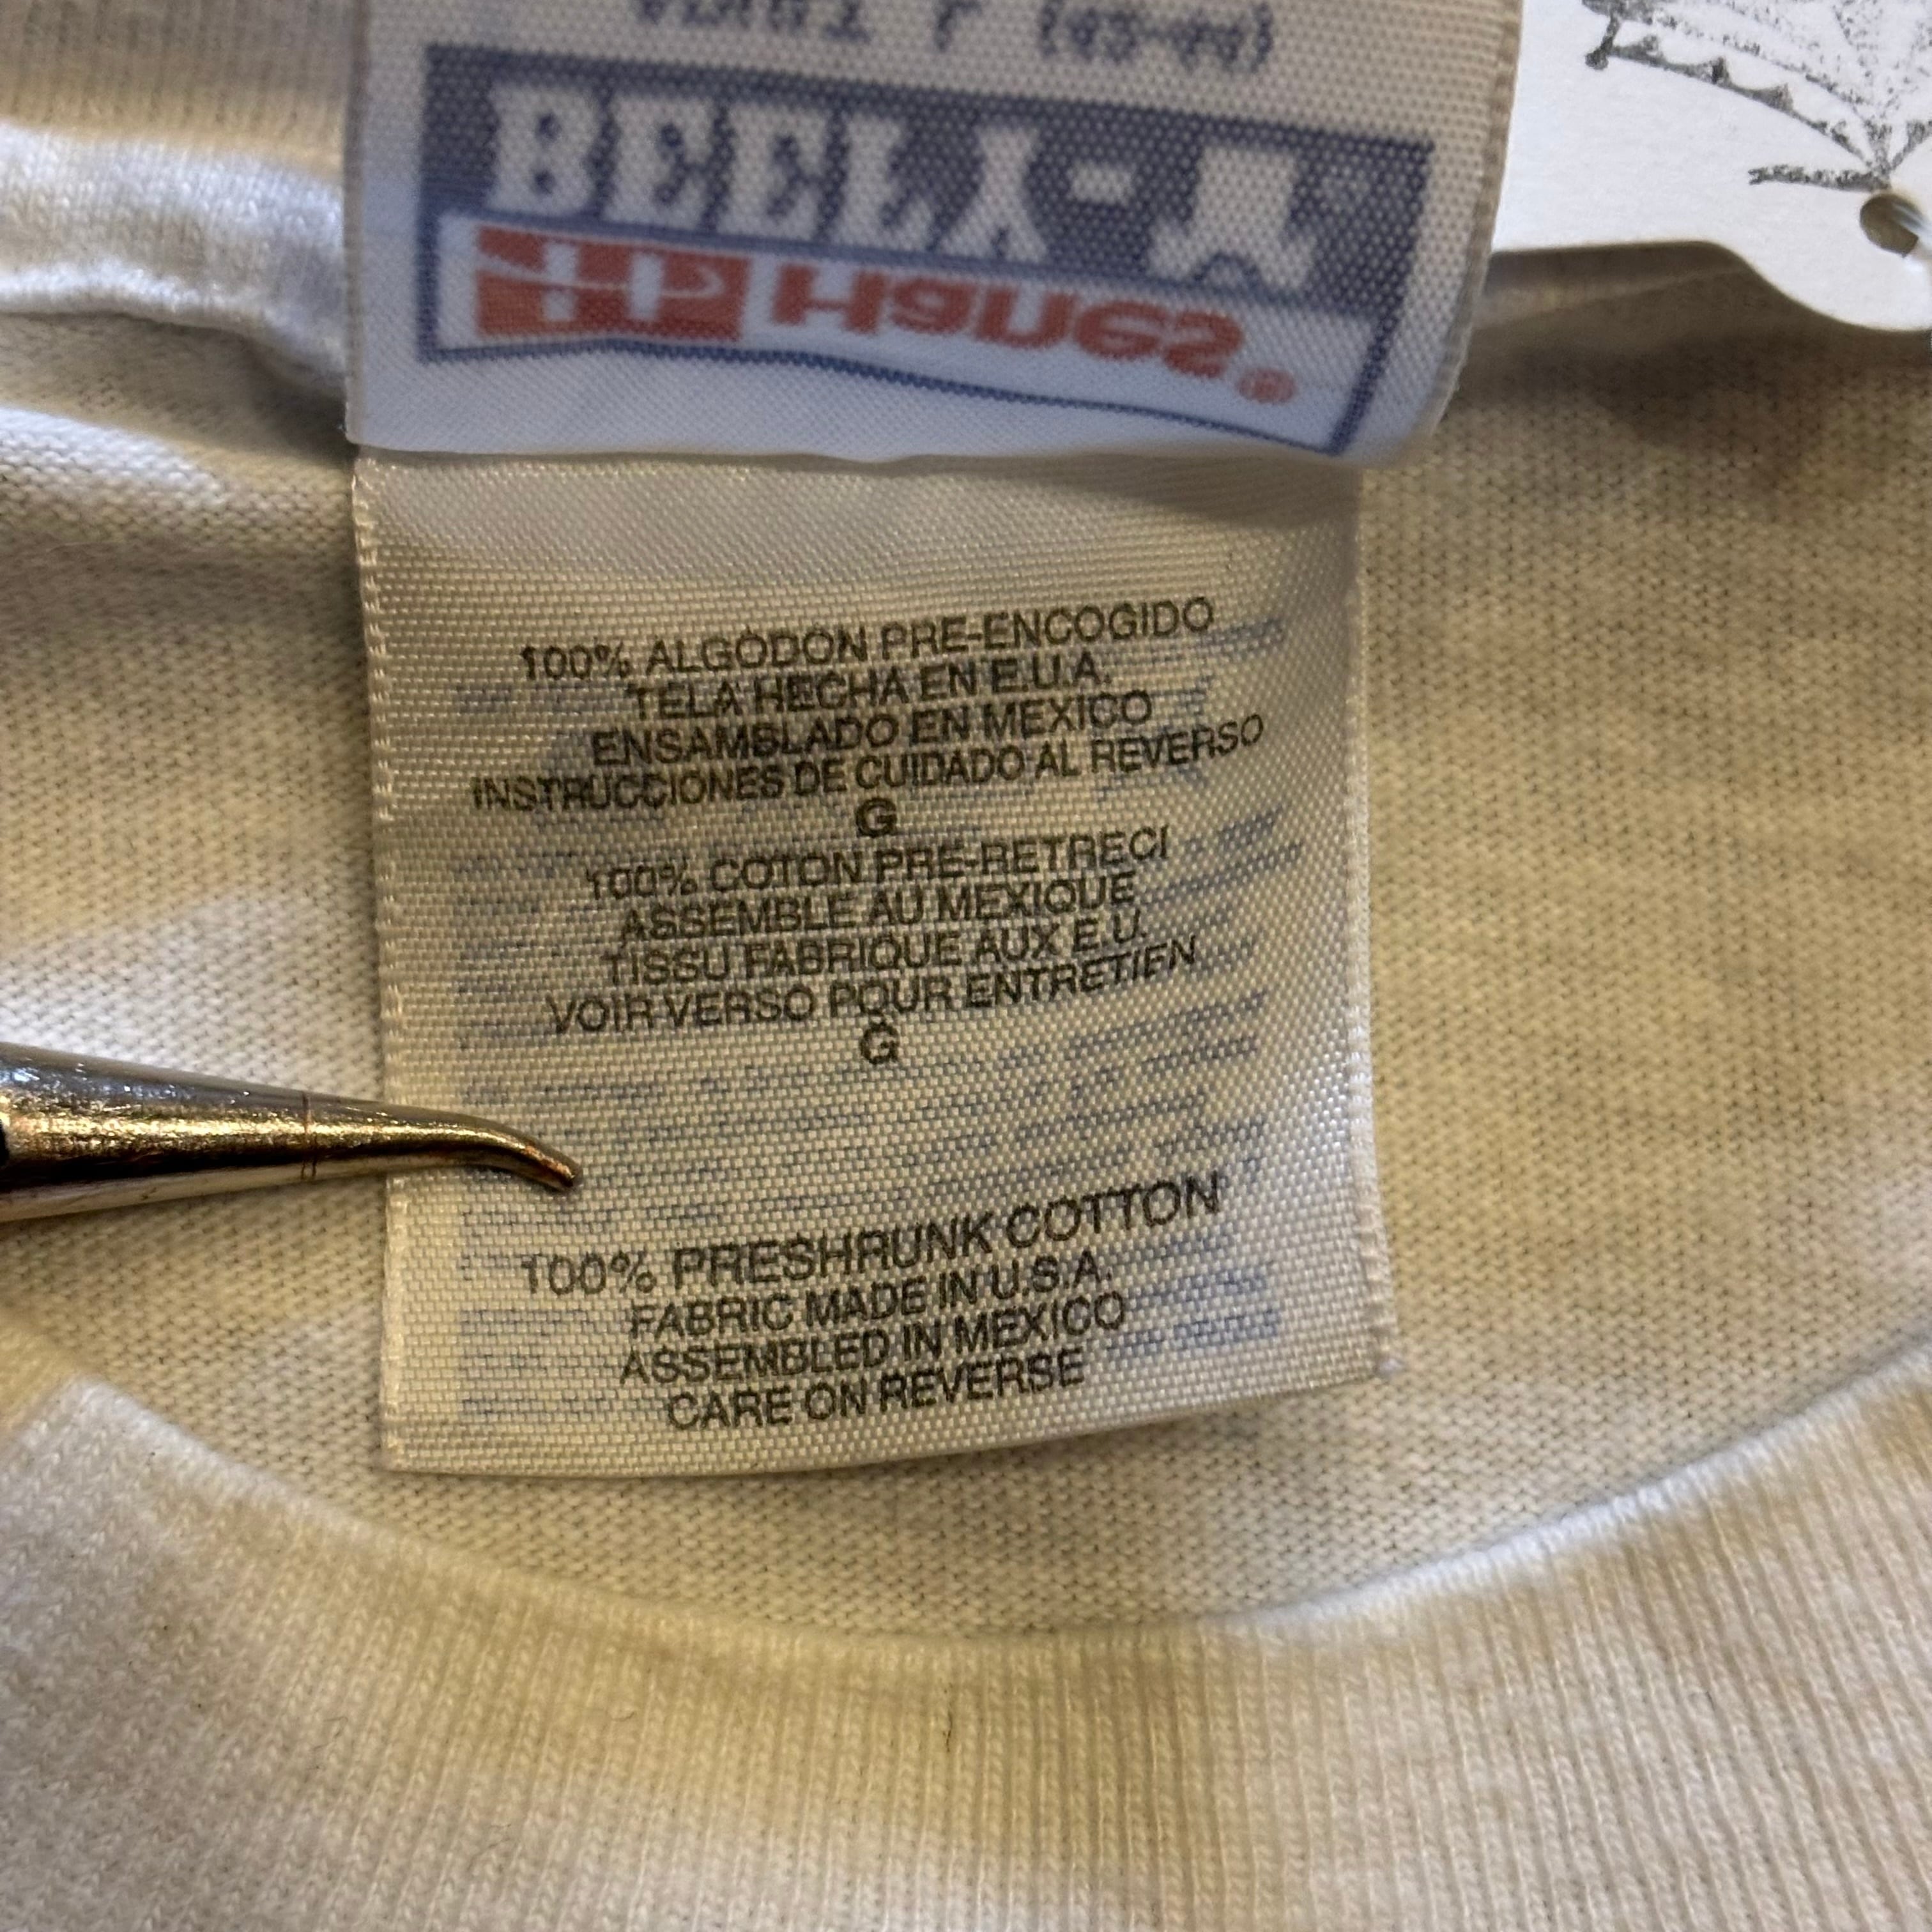 (42-44) L
BEEFY-T
Hanes®
100% ALGODON PRE-ENCOGIDO
TELA HECHA EN E.U.A.
ENSAMBLADO EN MEXICO
INSTRUCCIONES DE CUIDADO AL REVERSO
G
100% COTON PRE-RETRECI
ASSEMBLE AU MEXIQUE
TISSU FABRIQUE AUX E.U.
VOIR VERSO POUR ENTRETIEN
G
100% PRESHRUNK COTTON
FABRIC MADE IN U.S.A.
ASSEMBLED IN MEXICO
CARE ON REVERSE